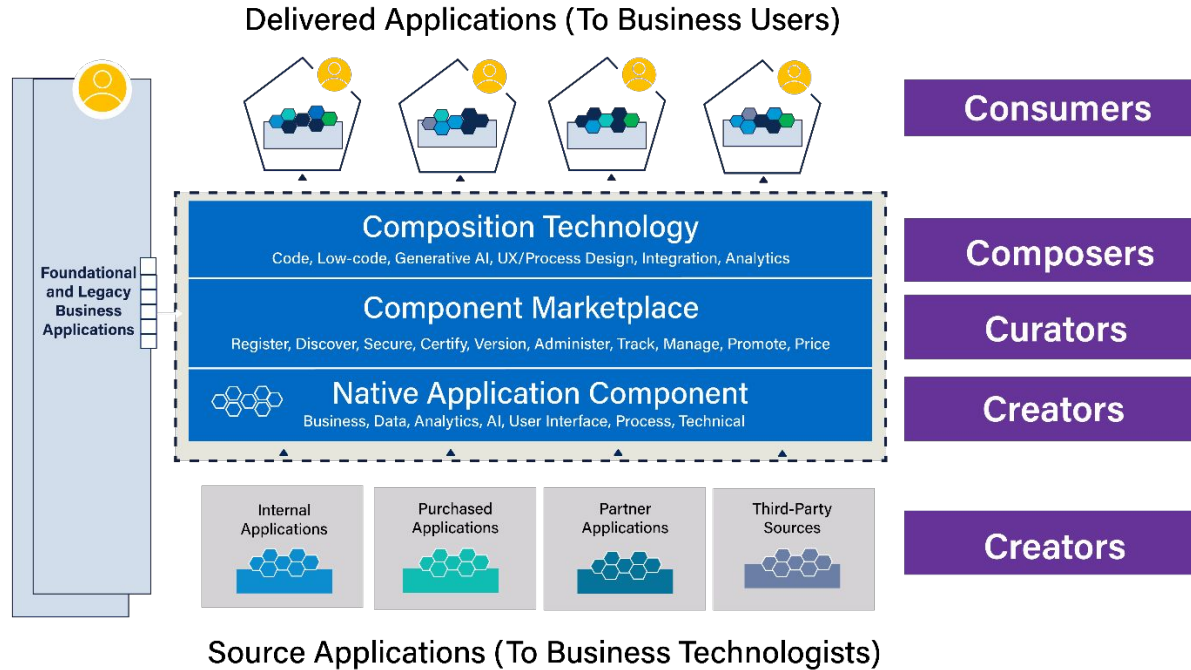 Delivered Applications (To Business Users)
Consumers
Foundational
and Legacy
Business
Applications
Composition Technology
Code, Low-code, Generative AI, UX/Process Design, Integration, Analytics
Composers
Component Marketplace
Register, Discover, Secure, Certify, Version, Administer, Track, Manage, Promote, Price
Curators
Native Application Component
Business, Data, Analytics, AI, User Interface, Process, Technical
Creators
Internal
Applications
Purchased
Applications
Partner
Applications
Third-Party
Sources
Creators
Source Applications (To Business Technologists)